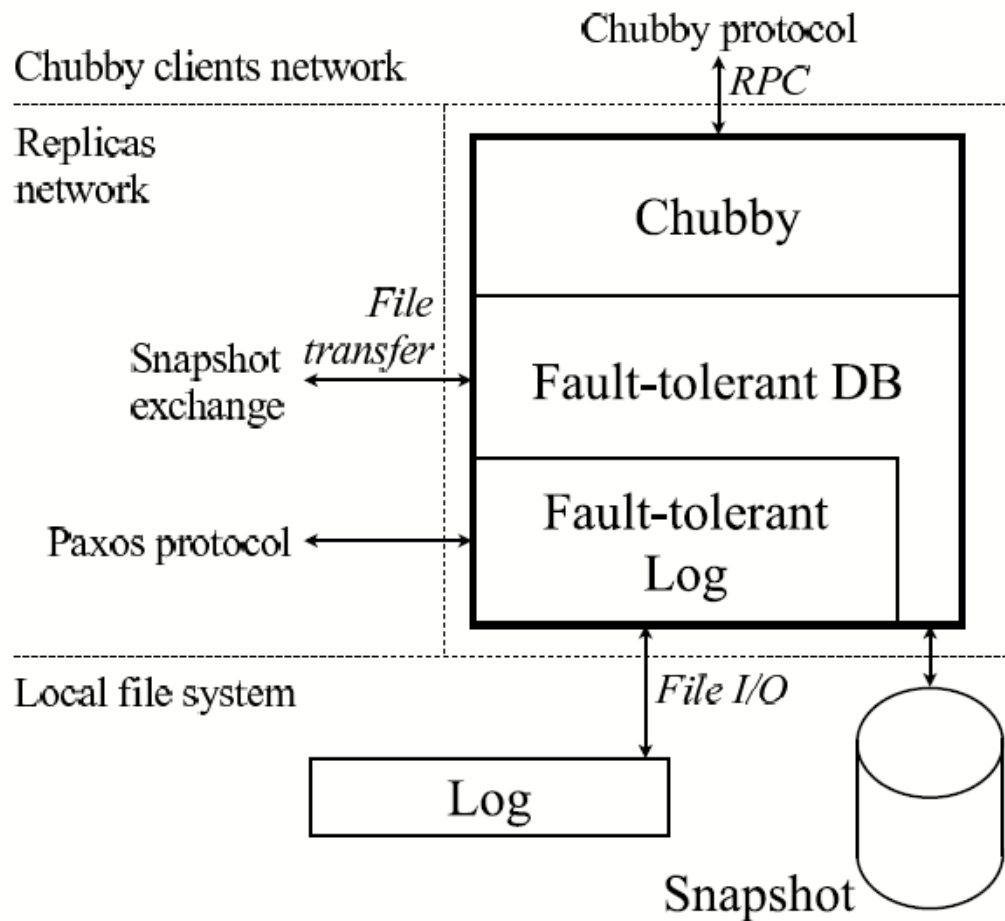 Chubby protocol
Chubby clients network
RPC
Replicas
network
Chubby
File
transfer
Snapshot
exchange
Fault-tolerant DB
Fault-tolerant
Log
Paxos protocol
Local file system
File I/O
Log
Snapshot